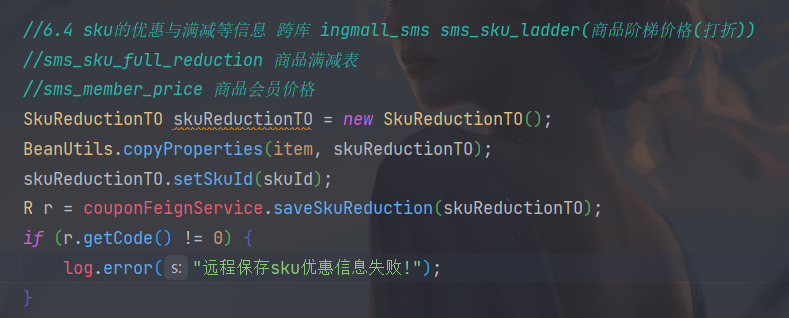 //6.4 sku的优惠与满减等信息 跨库 ingmall_sms sms_sku_ladder(商品阶梯价格(打折))
//sms_sku_full_reduction 商品满减表
//sms_member_price 商品会员价格
SkuReductionTO skuReductionTO = new SkuReductionTO();
BeanUtils.copyProperties(item, skuReductionTO);
skuReductionTO.setSkuId(skuId);
R r = couponFeignService.saveSkuReduction(skuReductionTO);
if (r.getCode() != 0) {
    log.error( s: "远程保存sku优惠信息失败!");
}